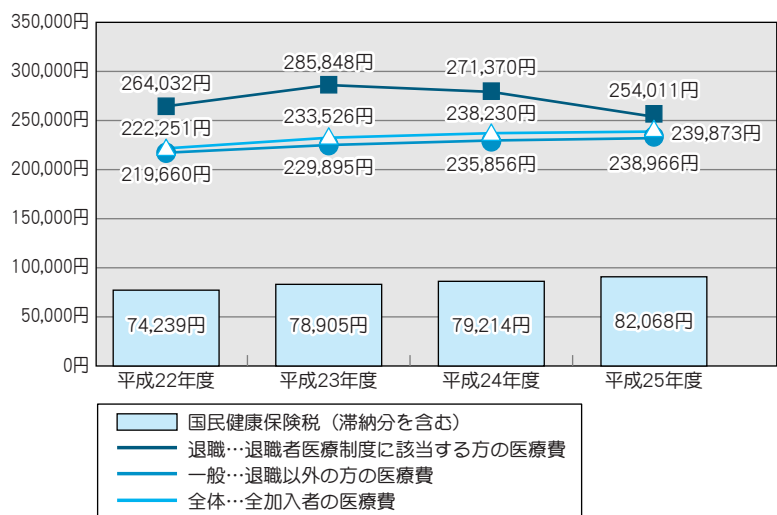 350,000円
300,000円
250,000円
200,000円
150,000円
100,000円
50,000円
0円
264,032円
285,848円
271,370円
254,011円
222,251円
233,526円
238,230円
239,873円
219,660円
229,895円
235,856円
238,966円
74,239円
78,905円
79,214円
82,068円
平成22年度
平成23年度
平成24年度
平成25年度
国民健康保険税（滞納分を含む）
退職…退職者医療制度に該当する方の医療費
一般…退職以外の方の医療費
全体…全加入者の医療費